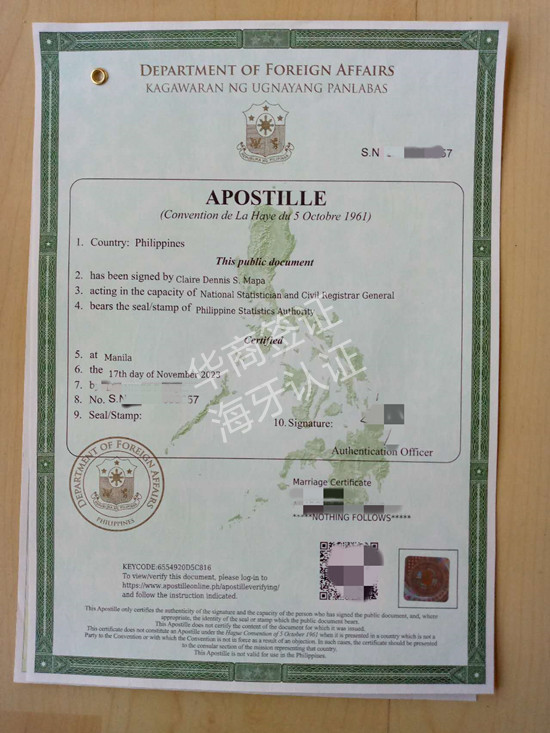 DEPARTMENT OF FOREIGN AFFAIRS
KAGAWARAN NG UGNAYANG PANLABAS
S.N 57
APOSTILLE
(Convention de La Haye du 5 Octobre 1961)
1. Country: Philippines
This public document
2. has been signed by Claire Dennis S. Mapa
3. acting in the capacity of National Statistician and Civil Registrar General
4. bears the seal/stamp of Philippine Statistics Authority
Certified
5. at Manila
6. the 17th day of November 2023
7. b
8. No. S.N 57
9. Seal/Stamp:
10. Signature:
Authentication Officer
华商签证
海牙认证
DEPARTMENT OF FOREIGN AFFAIRS
PHILIPPINES
Marriage Certificate
*****NOTHING FOLLOWS*****
KEYCODE:6554920D5C816
To view/verify this document, please log-in to
https://www.apostilleonline.ph/apostilleverifying/
and follow the instruction indicated.
This Apostille only certifies the authenticity of the signature and the capacity of the person who has signed the public document, and, where
appropriate, the identity of the seal or stamp which the public document bears.
This Apostille does not certify the content of the document for which it was issued.
This certificate does not constitute an Apostille under the Hague Convention of 5 October 1961 when it is presented in a country which is not a
Party to the Convention or with which the Convention is not in force as a result of an objection. In such cases, the certificate should be presented
to the consular section of the mission representing that country.
This Apostille is not valid for use in the Philippines.